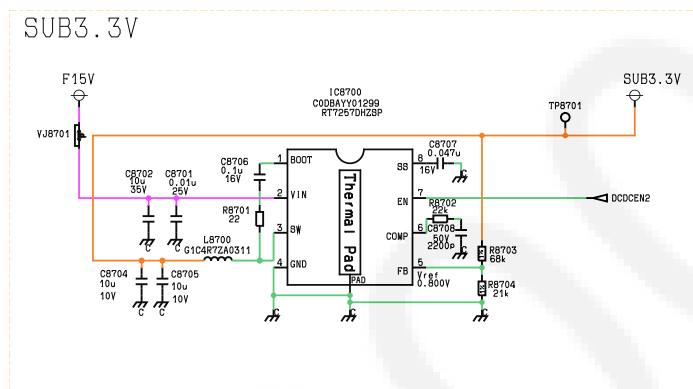 SUB3.3V
F15V
IC8700
C0DBAYY01299
RT7257DHZSP
SUB3.3V
TP8701
VJ8701
C8702
10u
35V
C8701
0.01u
25V
C8706
0.1u
16V
R8701
22
1
BOOT
2
VIN
3
SW
4
GND
Thermal Pad
PAD
SS
8
EN
7
COMP
6
FB
5
C8707
0.047u
16V
DCDCEN2
R8702
22k
C8708
50V
2200p
C
L8700
G1C4R7ZA0311
R8703
68k
Vref
0.800V
R8704
21k
C8704
10u
10V
C8705
10u
10V
C
C
C
C
C
C
C
C